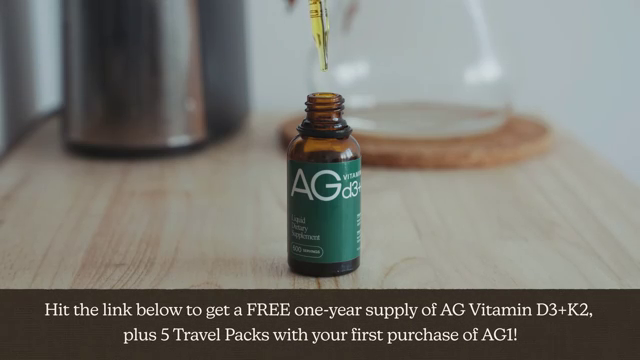 AG VITAMIN
d3+
Liquid
Dietary
Supplement
Hit the link below to get a FREE one-year supply of AG Vitamin D3+K2,
plus 5 Travel Packs with your first purchase of AG1!